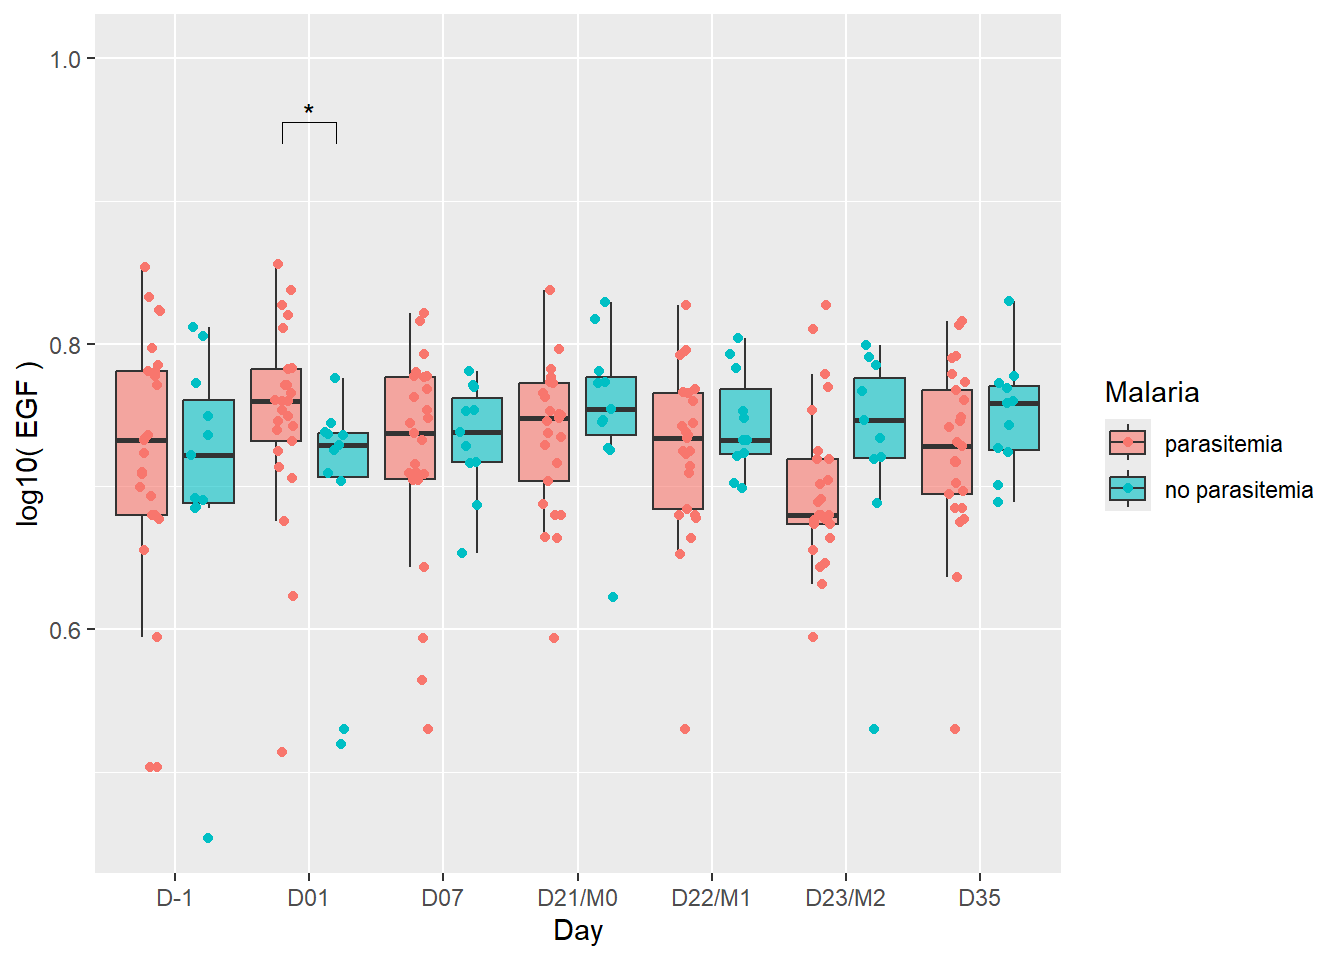 1.0
0.8
0.6
log10( EGF )
*
D-1
D01
D07
D21/M0
D22/M1
D23/M2
D35
Day
Malaria
parasitemia
no parasitemia